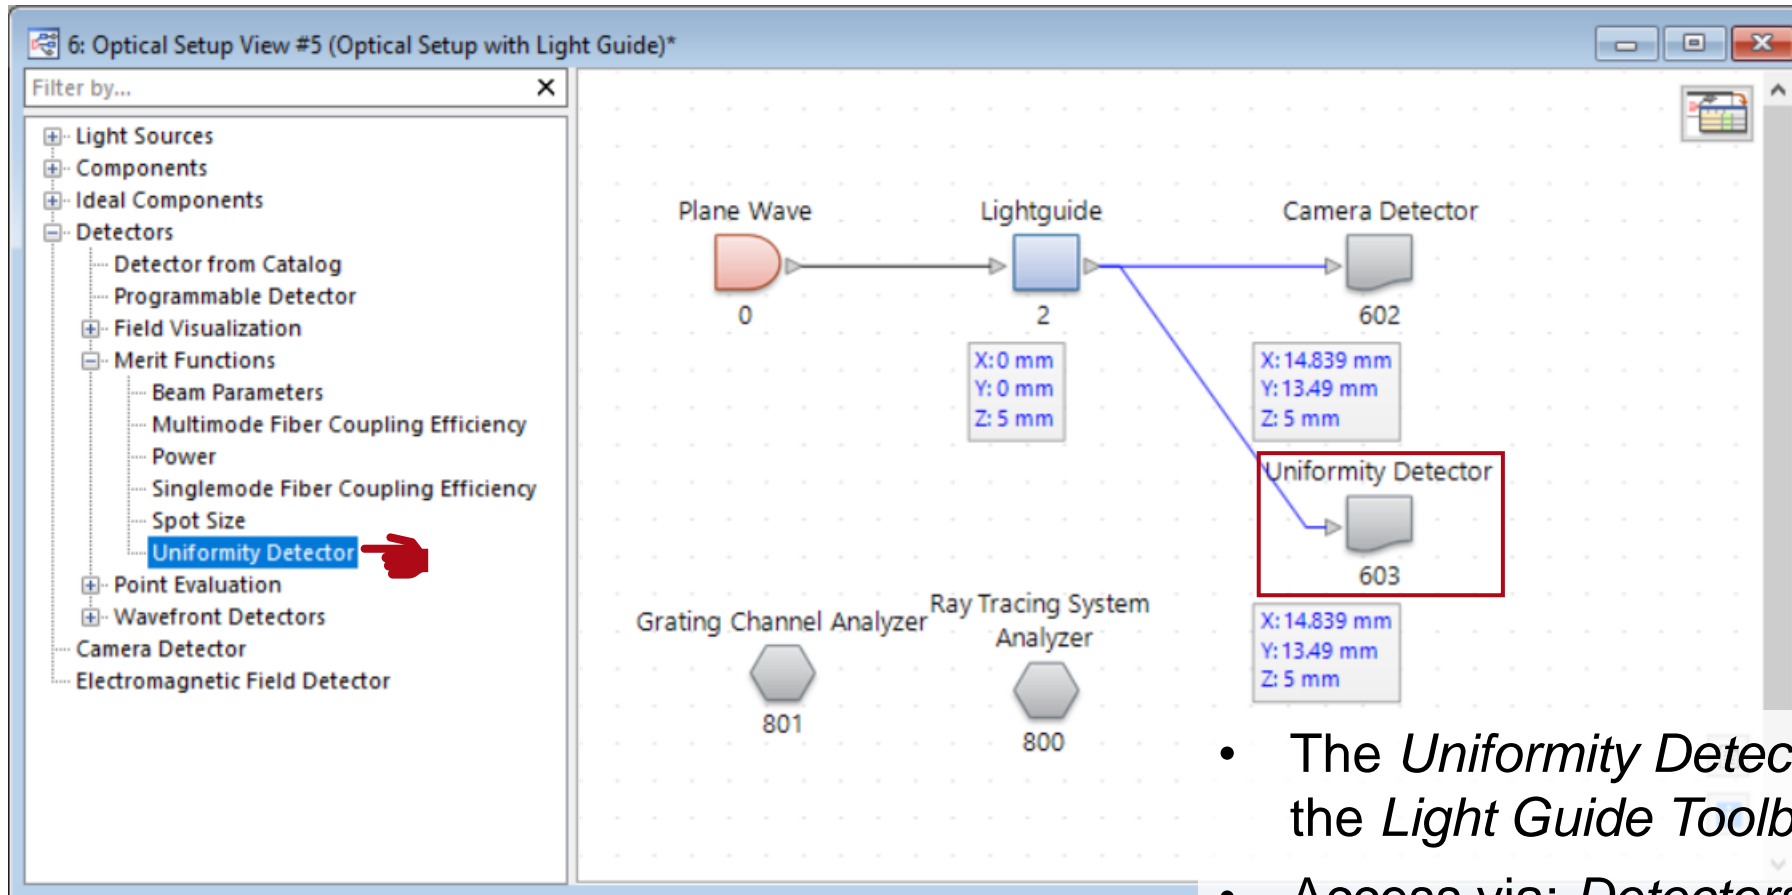 6: Optical Setup View #5 (Optical Setup with Light Guide)*
Filter by...
Light Sources
Components
Ideal Components
Detectors
Detector from Catalog
Programmable Detector
Field Visualization
Merit Functions
Beam Parameters
Multimode Fiber Coupling Efficiency
Power
Singlemode Fiber Coupling Efficiency
Spot Size
Uniformity Detector
Point Evaluation
Wavefront Detectors
Camera Detector
Electromagnetic Field Detector
Plane Wave
0
Lightguide
2
X: 0 mm
Y: 0 mm
Z: 5 mm
Camera Detector
602
X: 14.839 mm
Y: 13.49 mm
Z: 5 mm
Uniformity Detector
603
X: 14.839 mm
Y: 13.49 mm
Z: 5 mm
Grating Channel Analyzer
801
Ray Tracing System
Analyzer
800
• The Uniformity Detec
the Light Guide Toolb
• Access via: Detectors